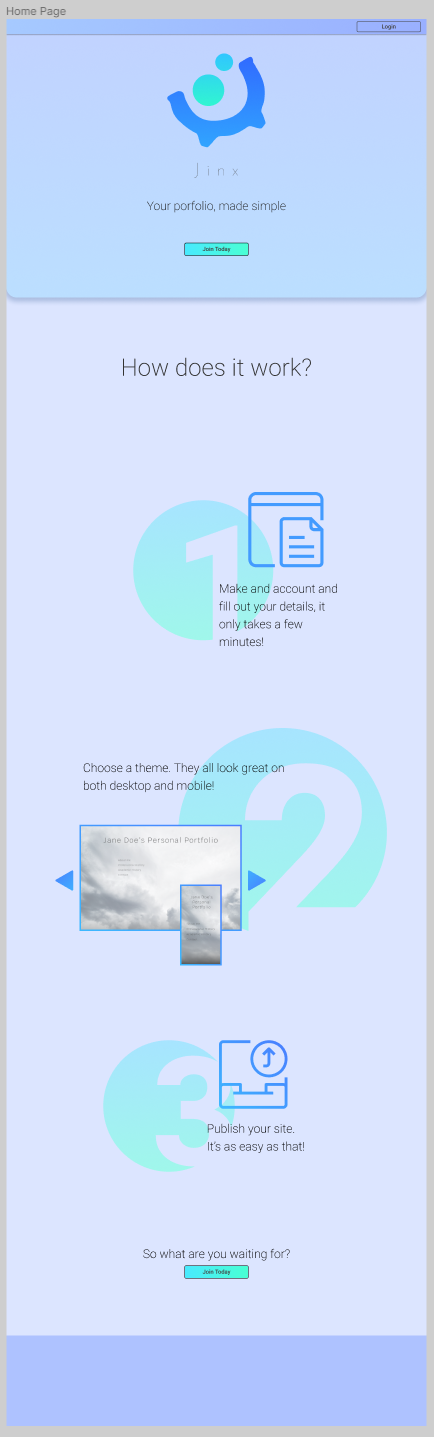 Home Page
Login
Jinx
Your porfolio, made simple
Join Today
How does it work?
1
Make and account and
fill out your details, it
only takes a few
minutes!
2
Choose a theme. They all look great on
both desktop and mobile!
Jane Doe's Personal Portfolio
Jane Doe's
Personal
Portfolio
3
Publish your site.
It's as easy as that!
So what are you waiting for?
Join Today